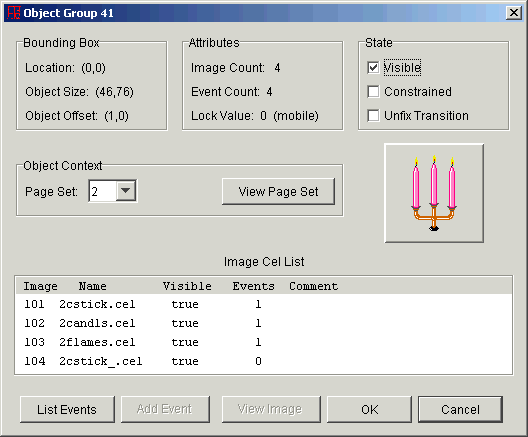 Object Group 41
Bounding Box
Location: (0,0)
Object Size: (46,76)
Object Offset: (1,0)
Attributes
Image Count: 4
Event Count: 4
Lock Value: 0 (mobile)
State
Visible
Constrained
Unfix Transition
Object Context
Page Set: 2
View Page Set
Image Cel List
Image Name Visible Events Comment
101 2cstick.cel true 1
102 2candls.cel true 1
103 2flames.cel true 1
104 2cstick_.cel true 0
List Events Add Event View Image OK Cancel